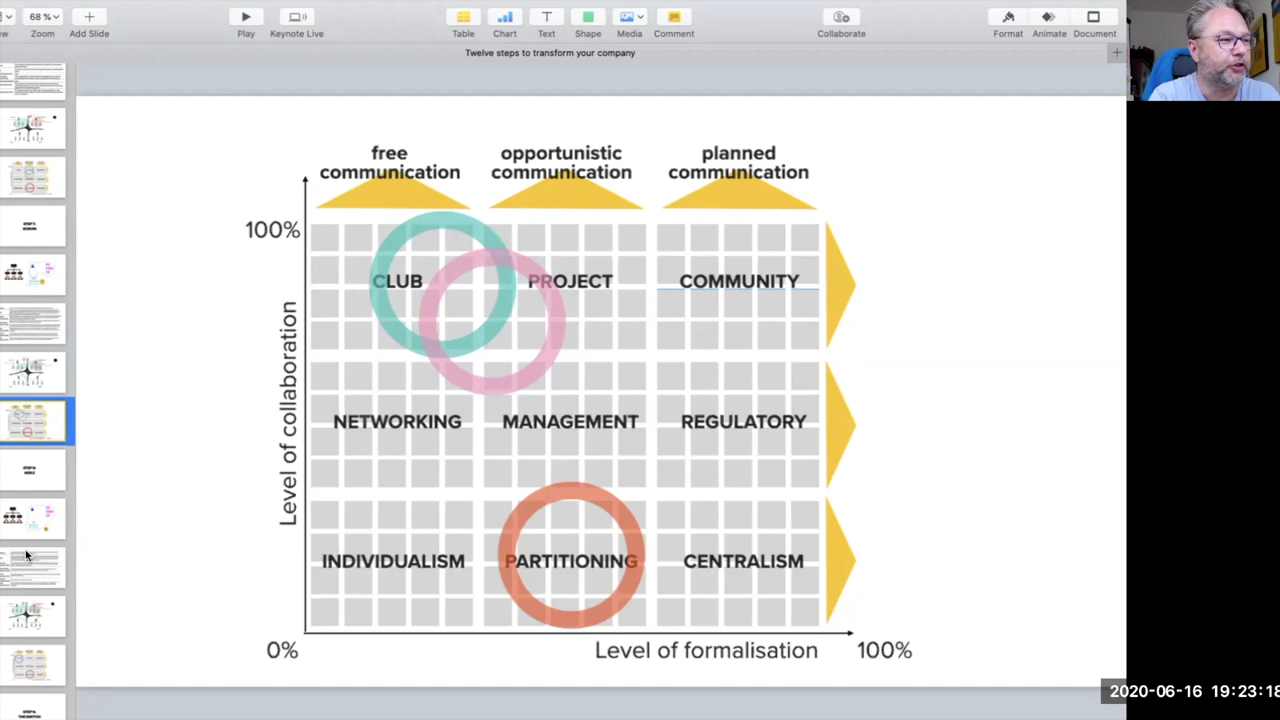 68 %
Zoom
Add Slide
Play
Keynote Live
Table
Chart
Text
Shape
Media
Comment
Collaborate
Format
Animate
Document
Twelve steps to transform your company
free communication
opportunistic communication
planned communication
100%
CLUB
PROJECT
COMMUNITY
Level of collaboration
NETWORKING
MANAGEMENT
REGULATORY
INDIVIDUALISM
PARTITIONING
CENTRALISM
0%
Level of formalisation
100%
2020-06-16 19:23:18